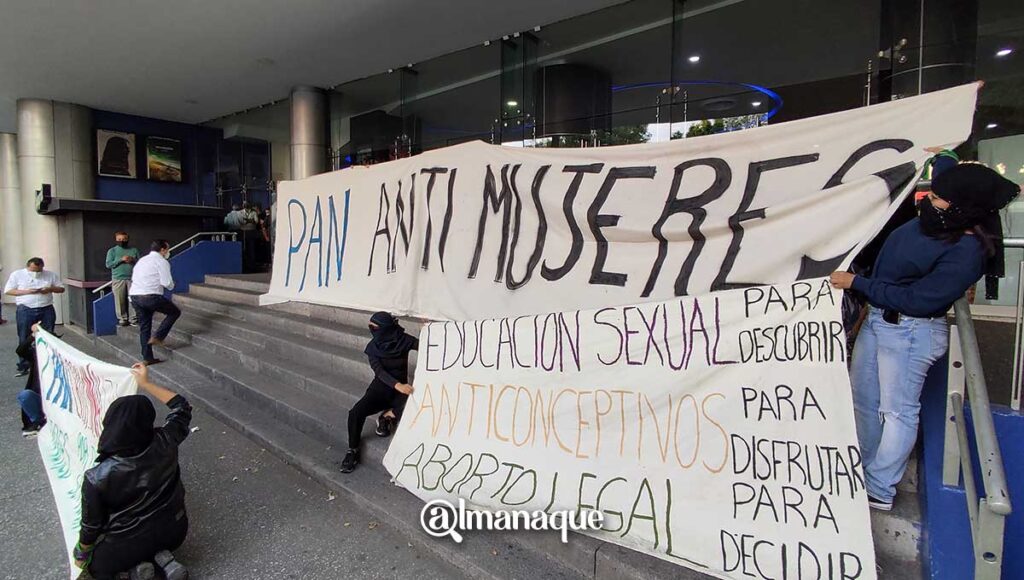 PAN ANTI MUJERES
EDUCACION SEXUAL PARA DESCUBRIR
ANTICONCEPTIVOS PARA DISFRUTAR
ABORTO LEGAL PARA DECIDIR
@lmanaque